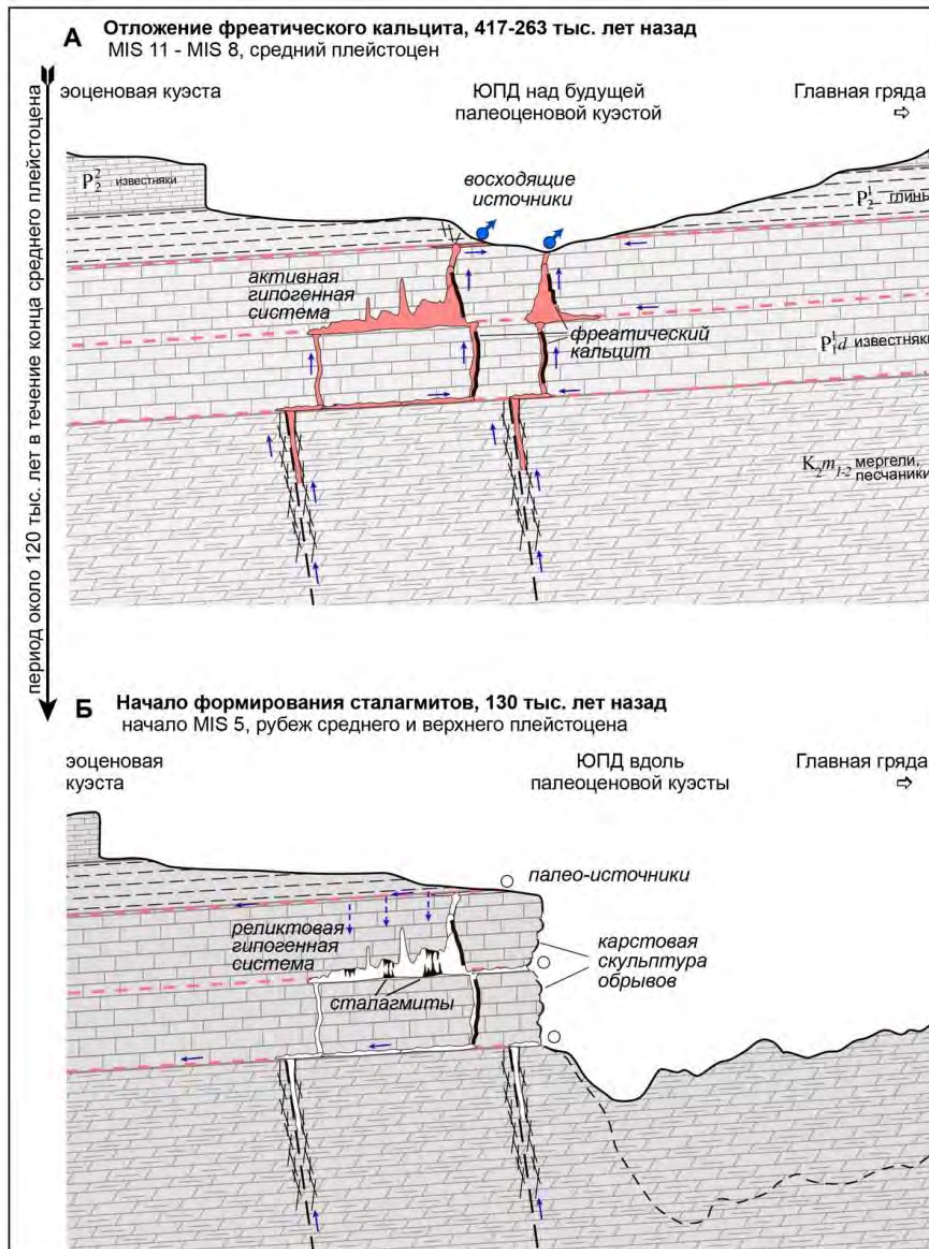 А Отложение фреатического кальцита, 417-263 тыс. лет назад
MIS 11 - MIS 8, средний плейстоцен
период около 120 тыс. лет в течение конца среднего плейстоцена
эоценовая куэста
ЮПД над будущей
палеоценовой куэстой
Главная гряда
⇨
P₂² известняки
P₂¹ глины
восходящие
источники
активная
гипогенная
система
фреатический
кальцит
P₁¹d известняки
K₂m₁₋₂ мергели,
песчаники
Б Начало формирования сталагмитов, 130 тыс. лет назад
начало MIS 5, рубеж среднего и верхнего плейстоцена
эоценовая
куэста
ЮПД вдоль
палеоценовой куэсты
Главная гряда
⇨
палео-источники
реликтовая
гипогенная
система
карстовая
скульптура
обрывов
сталагмиты